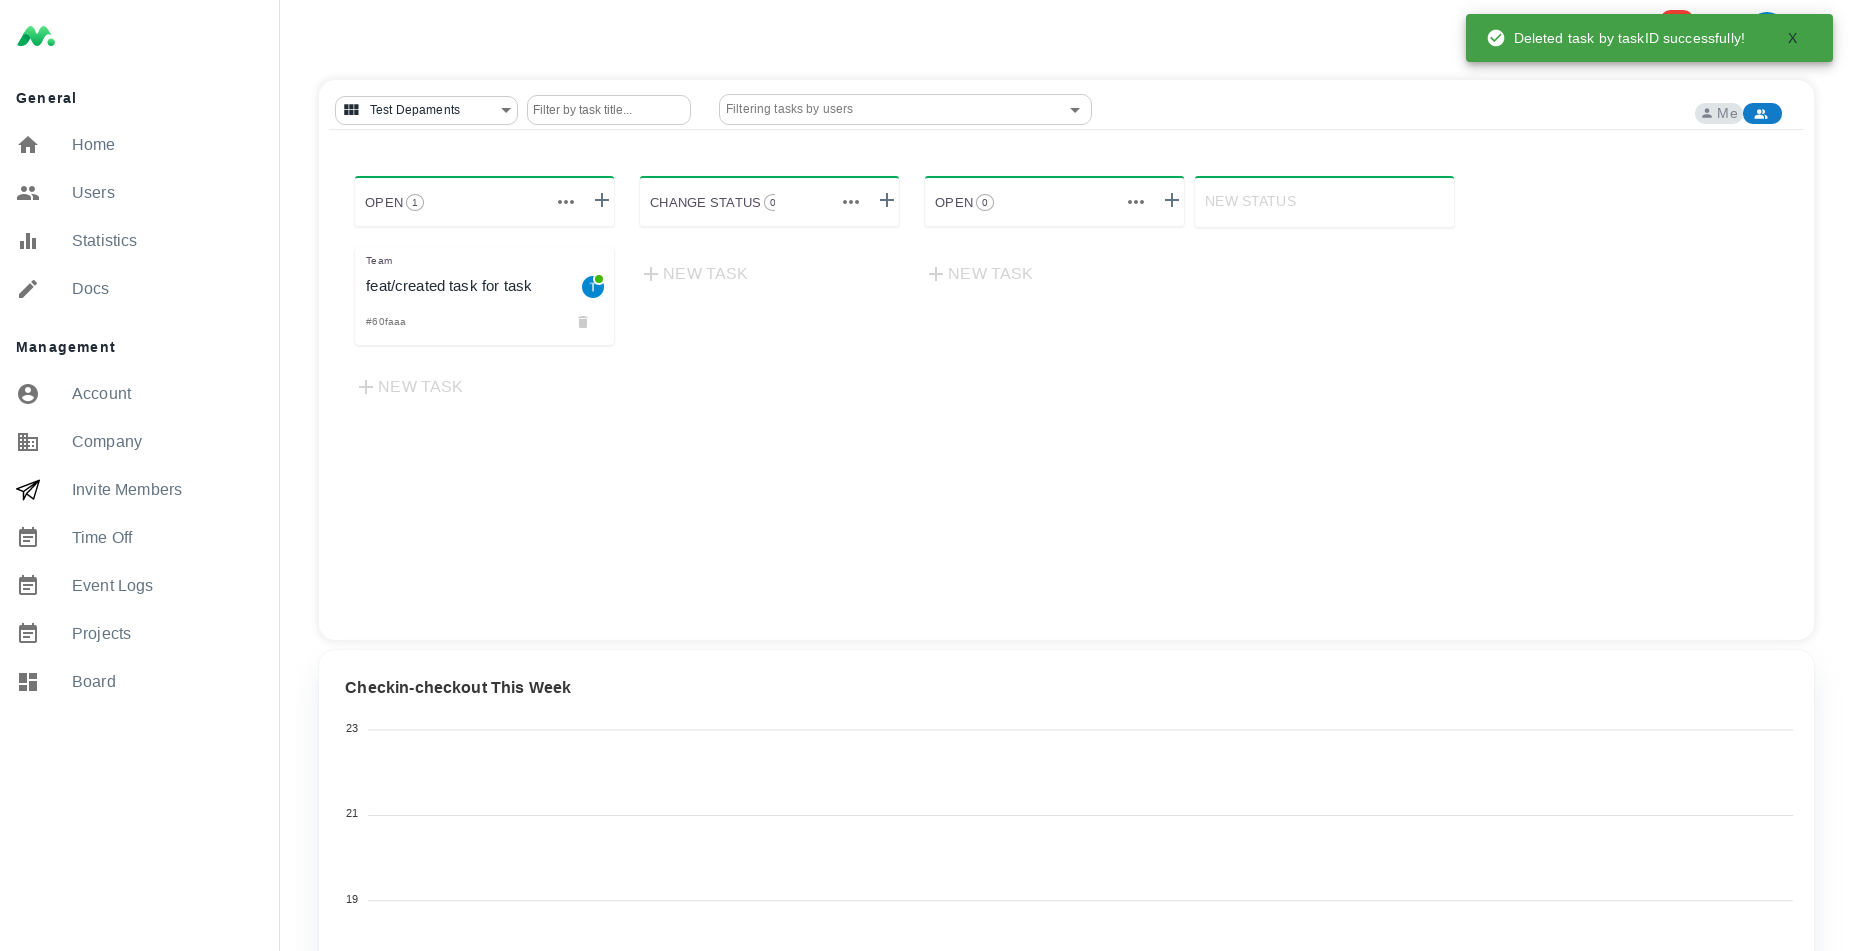 Deleted task by taskID successfully!
X
General
Home
Users
Statistics
Docs
Management
Account
Company
Invite Members
Time Off
Event Logs
Projects
Board
Test Depaments
Filter by task title...
Filtering tasks by users
Me
OPEN 1
CHANGE STATUS 0
OPEN 0
NEW STATUS
Team
feat/created task for task
T
#60faaa
NEW TASK
NEW TASK
NEW TASK
Checkin-checkout This Week
23
21
19